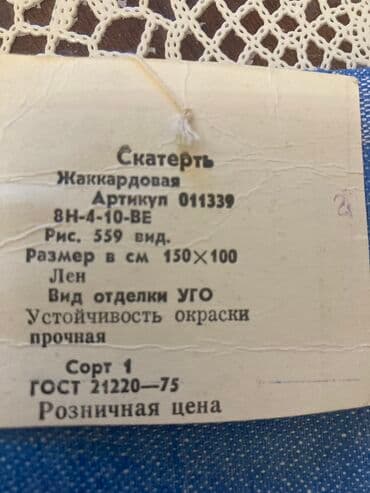 Скатерть
Жаккардовая
Артикул 011339
8Н-4-10-ВЕ
Рис. 559 вид.
Размер в см 150×100
Лен
Вид отделки УГО
Устойчивость окраски
прочная
Сорт 1
ГОСТ 21220—75
Розничная цена